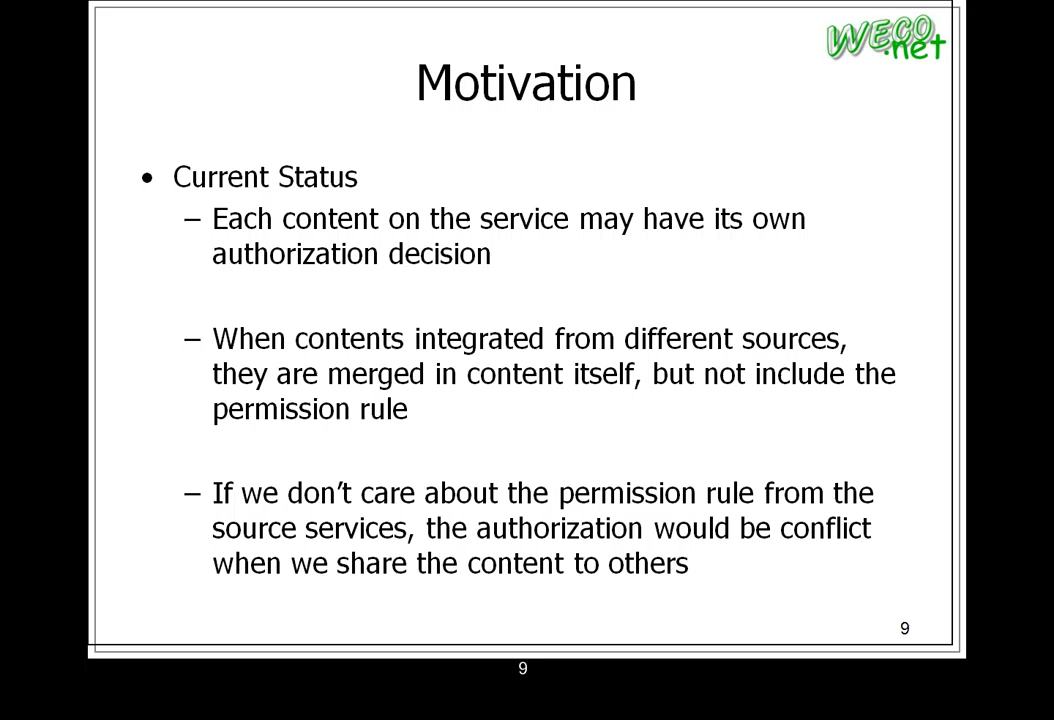 WECO
.net
Motivation
• Current Status
– Each content on the service may have its own
authorization decision
– When contents integrated from different sources,
they are merged in content itself, but not include the
permission rule
– If we don’t care about the permission rule from the
source services, the authorization would be conflict
when we share the content to others
9
9